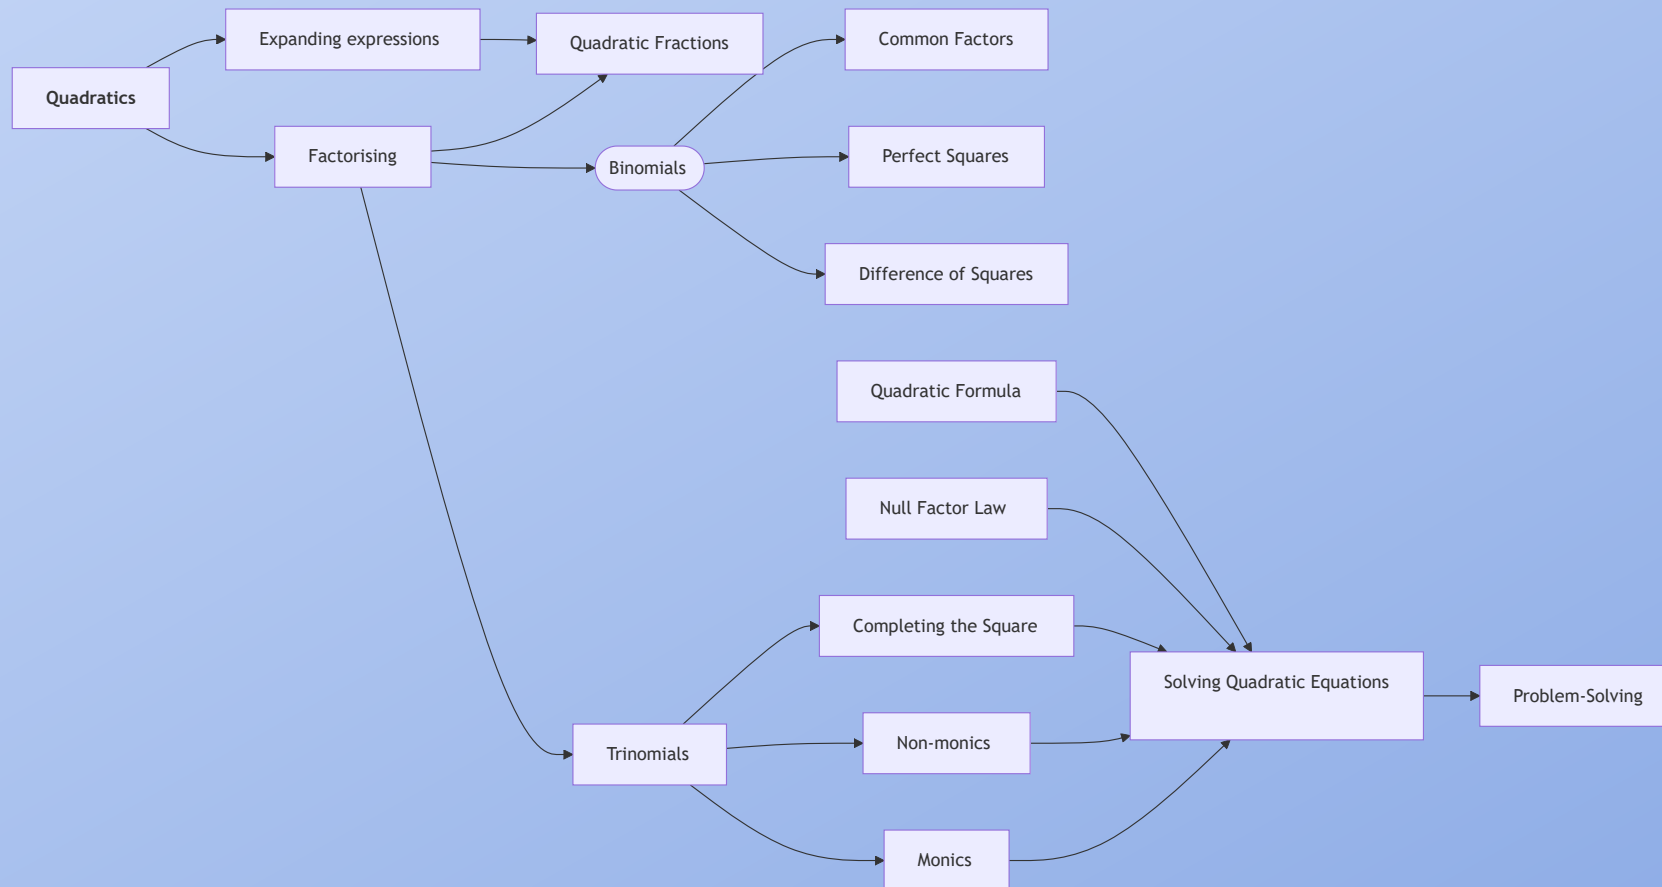 Quadratics
Expanding expressions
Factorising
Quadratic Fractions
Binomials
Trinomials
Common Factors
Perfect Squares
Difference of Squares
Quadratic Formula
Null Factor Law
Completing the Square
Non-monics
Monics
Solving Quadratic Equations
Problem-Solving